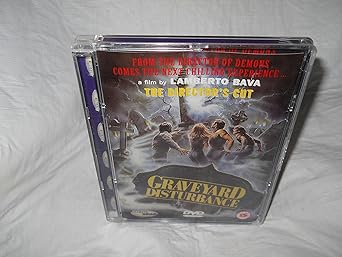 FROM THE DIRECTOR OF DEMONS
COMES THE NEXT CHILLING EXPERIENCE...
a film by LAMBERTO BAVA
THE DIRECTOR'S CUT
GRAVEYARD
DISTURBANCE
DVD